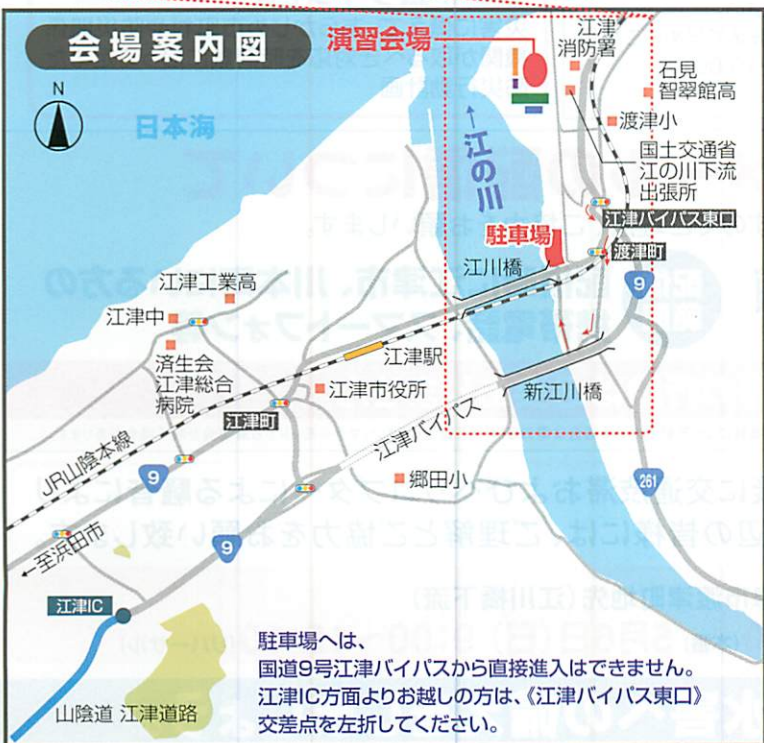 会場案内図
演習会場
江津
消防署
石見
智翠館高
渡津小
国土交通省
江の川下流
出張所
N
日本海
←江の川
江津バイパス東口
駐車場
渡津町
江川橋
9
江津工業高
江津中
済生会
江津総合
病院
江津駅
江津市役所
新江川橋
江津町
江津バイパス
JR山陰本線
9
郷田小
261
9
←至浜田市
江津IC
山陰道 江津道路
駐車場へは、
国道9号江津バイパスから直接進入はできません。
江津IC方面よりお越しの方は、《江津バイパス東口》
交差点を左折してください。